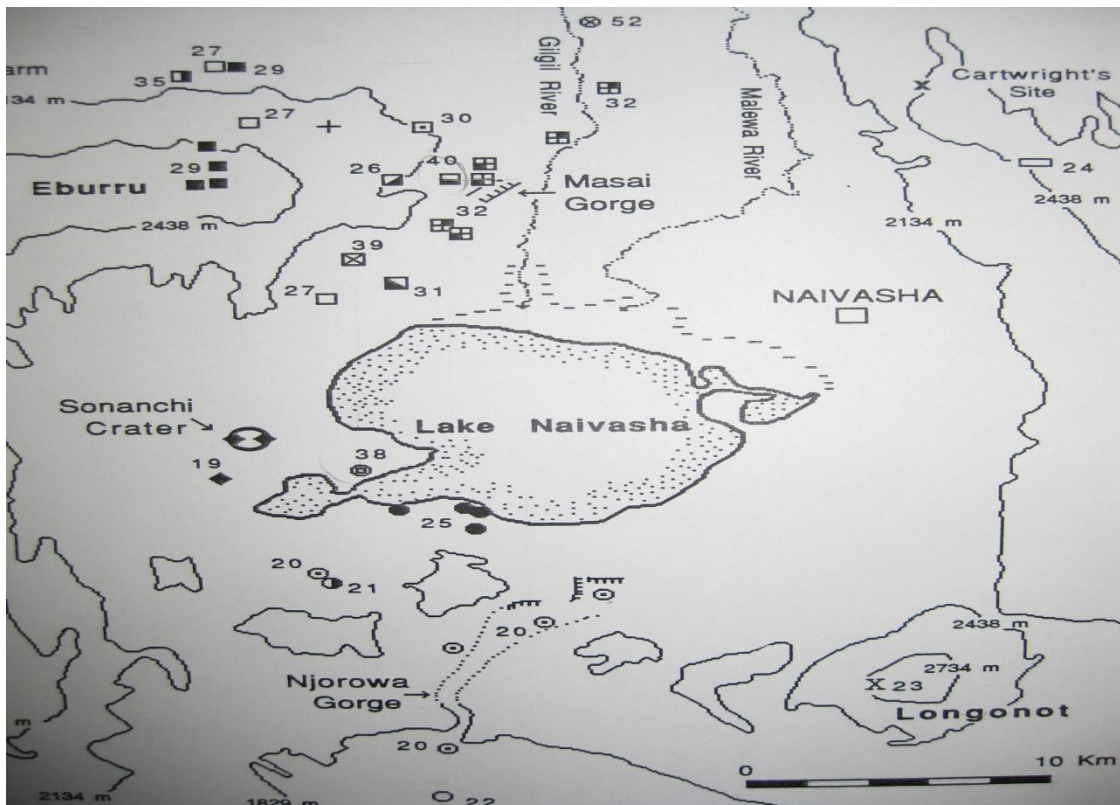 52
27
29
Cartwright's
Site
arm
35
Gilgil River
32
Malewa River
2134 m
27
30
40
29
26
24
Eburru
Masai
Gorge
2438 m
32
2438 m
2134 m
39
27
31
NAIVASHA
Sonanchi
Crater
Lake Naivasha
38
19
25
20
21
20
2438 m
2734 m
Njorowa
Gorge
X 23
Longonot
20
0
10 Km
m
2134 m
1829 m
22